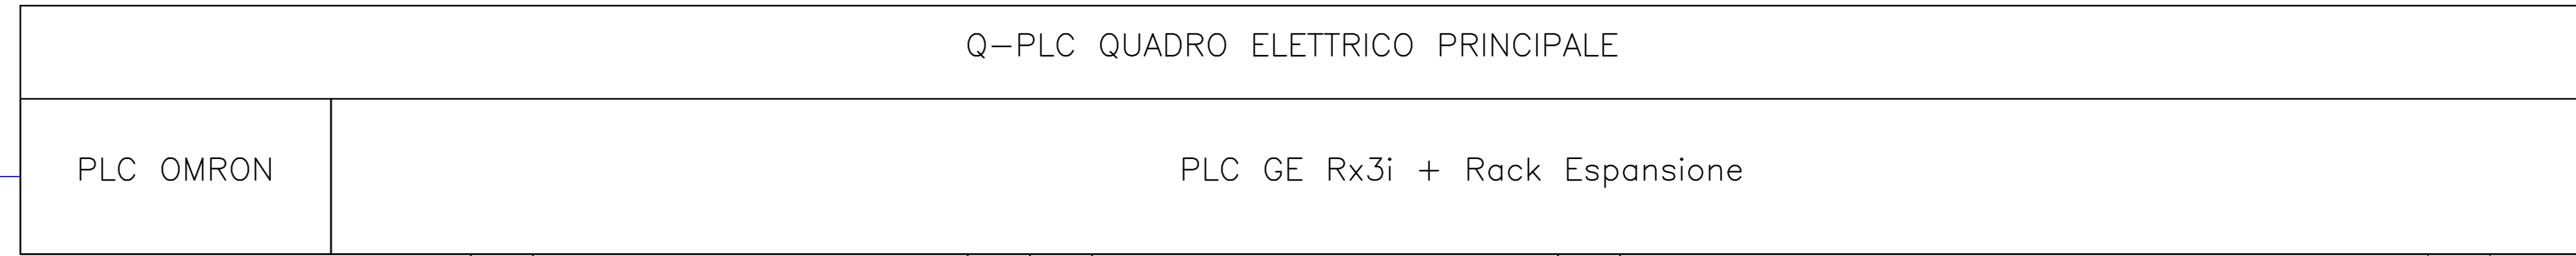 Q-PLC QUADRO ELETTRICO PRINCIPALE
PLC OMRON
PLC GE Rx3i + Rack Espansione